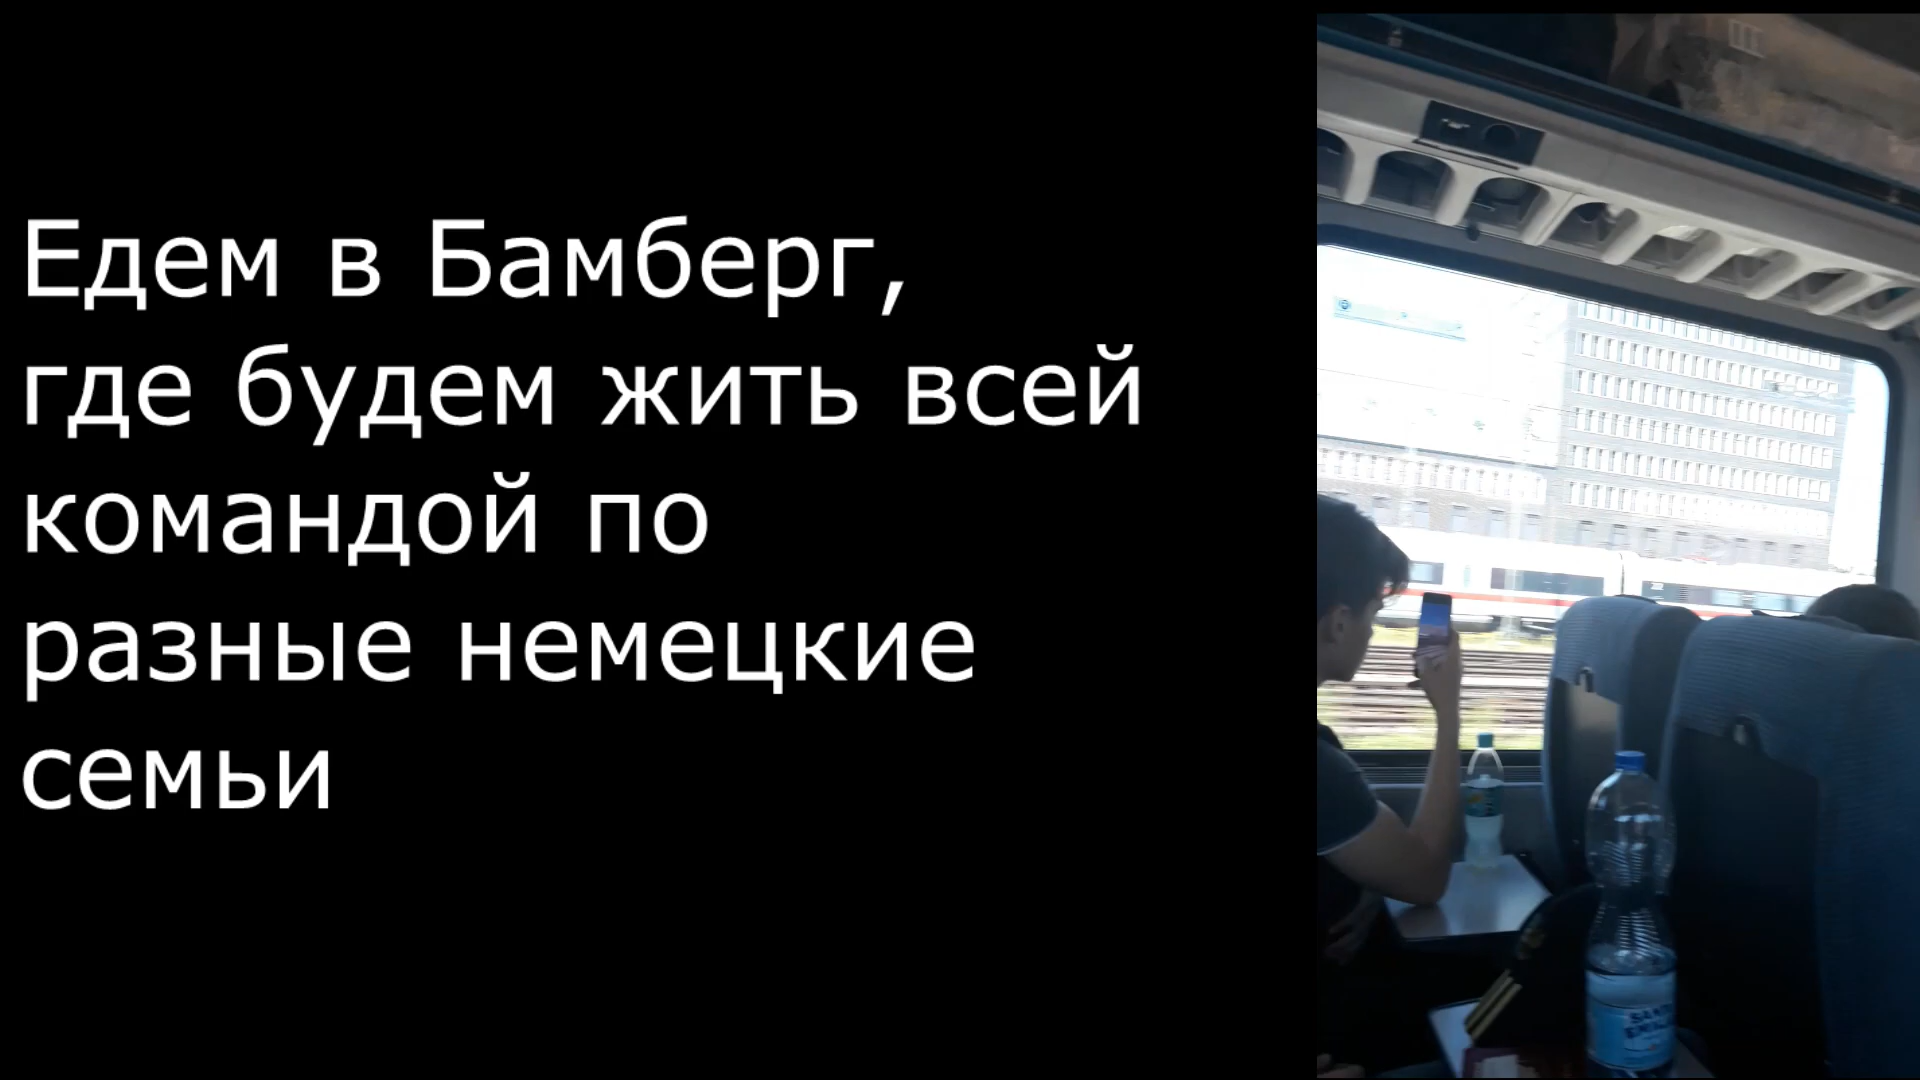 Едем в Бамберг,
где будем жить всей
командой по
разные немецкие
семьи